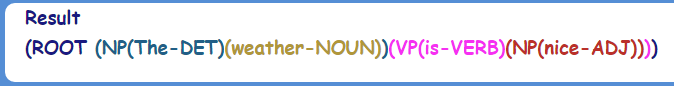 Result
(ROOT (NP(The-DET)(weather-NOUN))(VP(is-VERB)(NP(nice-ADJ))))